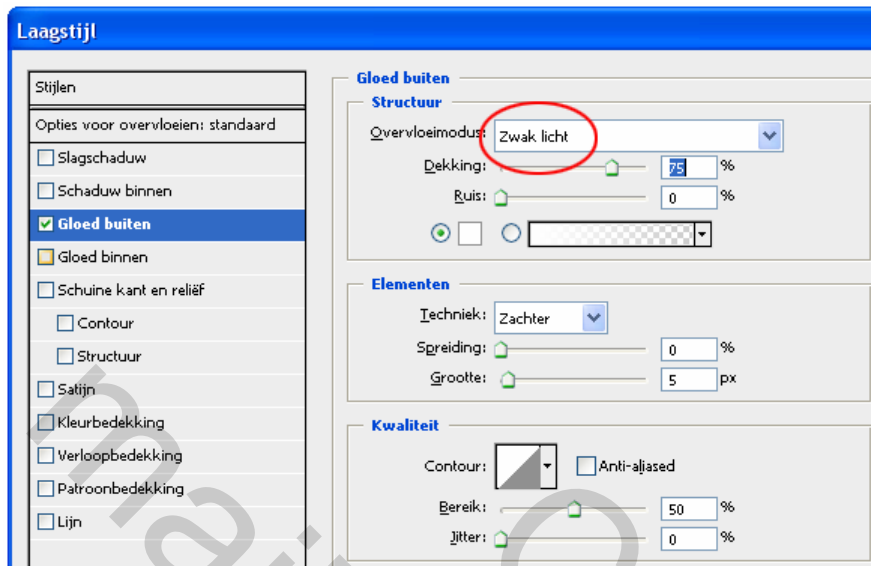 Laagstijl
Stijlen
Opties voor overvloeien: standaard
Slagschaduw
Schaduw binnen
Gloed buiten
Gloed binnen
Schuine kant en reliëf
Contour
Structuur
Satijn
Kleurbedekking
Verloopbedekking
Patroonbedekking
Lijn
Gloed buiten
Structuur
Overvloeimodus: Zwak licht
Dekking: 75 %
Ruis: 0 %
Elementen
Techniek: Zachter
Spreiding: 0 %
Grootte: 5 px
Kwaliteit
Contour: Anti-aliased
Bereik: 50 %
Jitter: 0 %